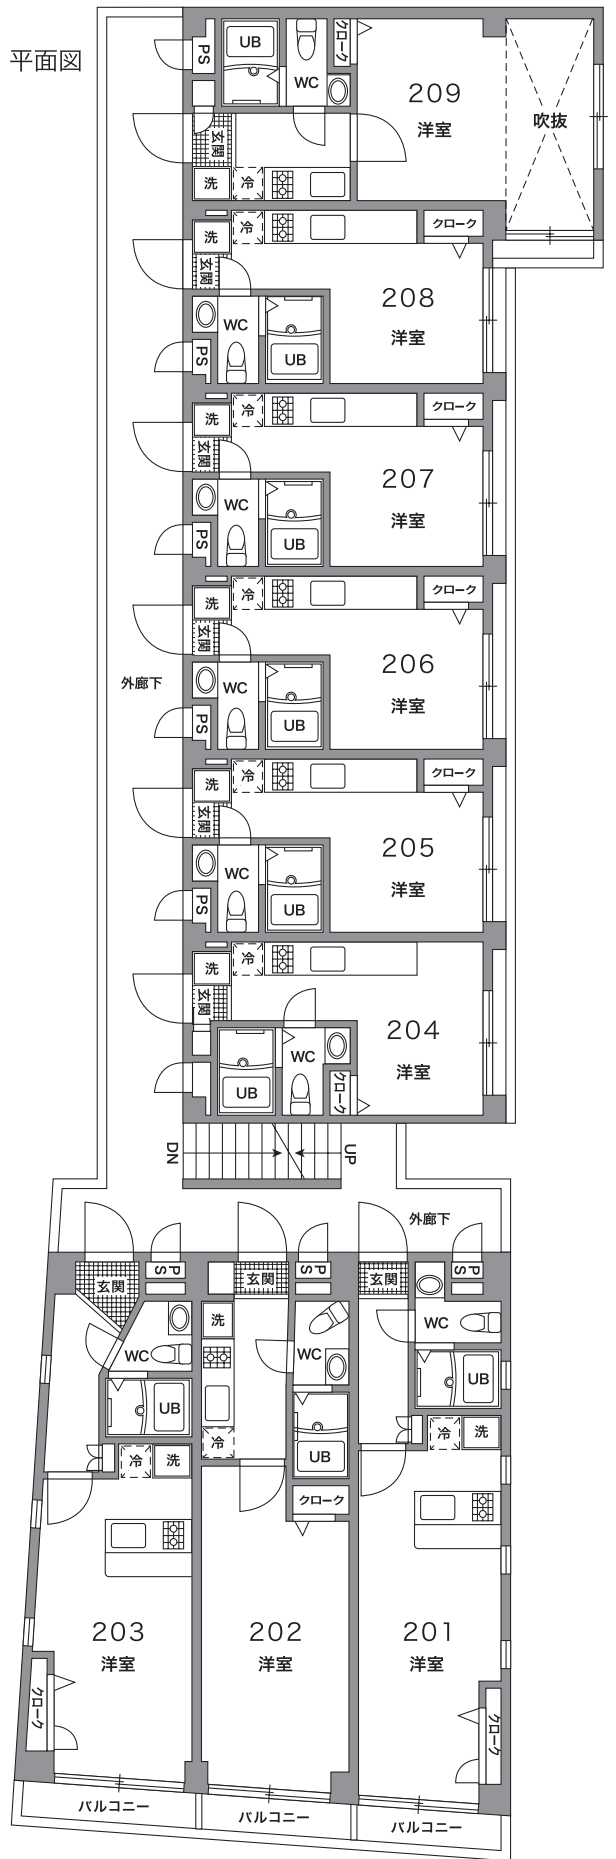 平面図
PS
UB
WC
クローク
209
洋室
吹抜
玄関
洗
冷
洗
冷
クローク
玄関
208
洋室
WC
UB
PS
洗
冷
クローク
玄関
207
洋室
WC
UB
PS
洗
冷
クローク
玄関
206
洋室
WC
UB
PS
外廊下
洗
冷
クローク
玄関
205
洋室
WC
UB
PS
洗
冷
玄関
204
洋室
WC
UB
クローク
DN
UP
外廊下
玄関
PS
玄関
PS
玄関
PS
WC
UB
冷
洗
洗
WC
冷
UB
クローク
WC
UB
冷
洗
203
洋室
202
洋室
201
洋室
クローク
クローク
バルコニー
バルコニー
バルコニー